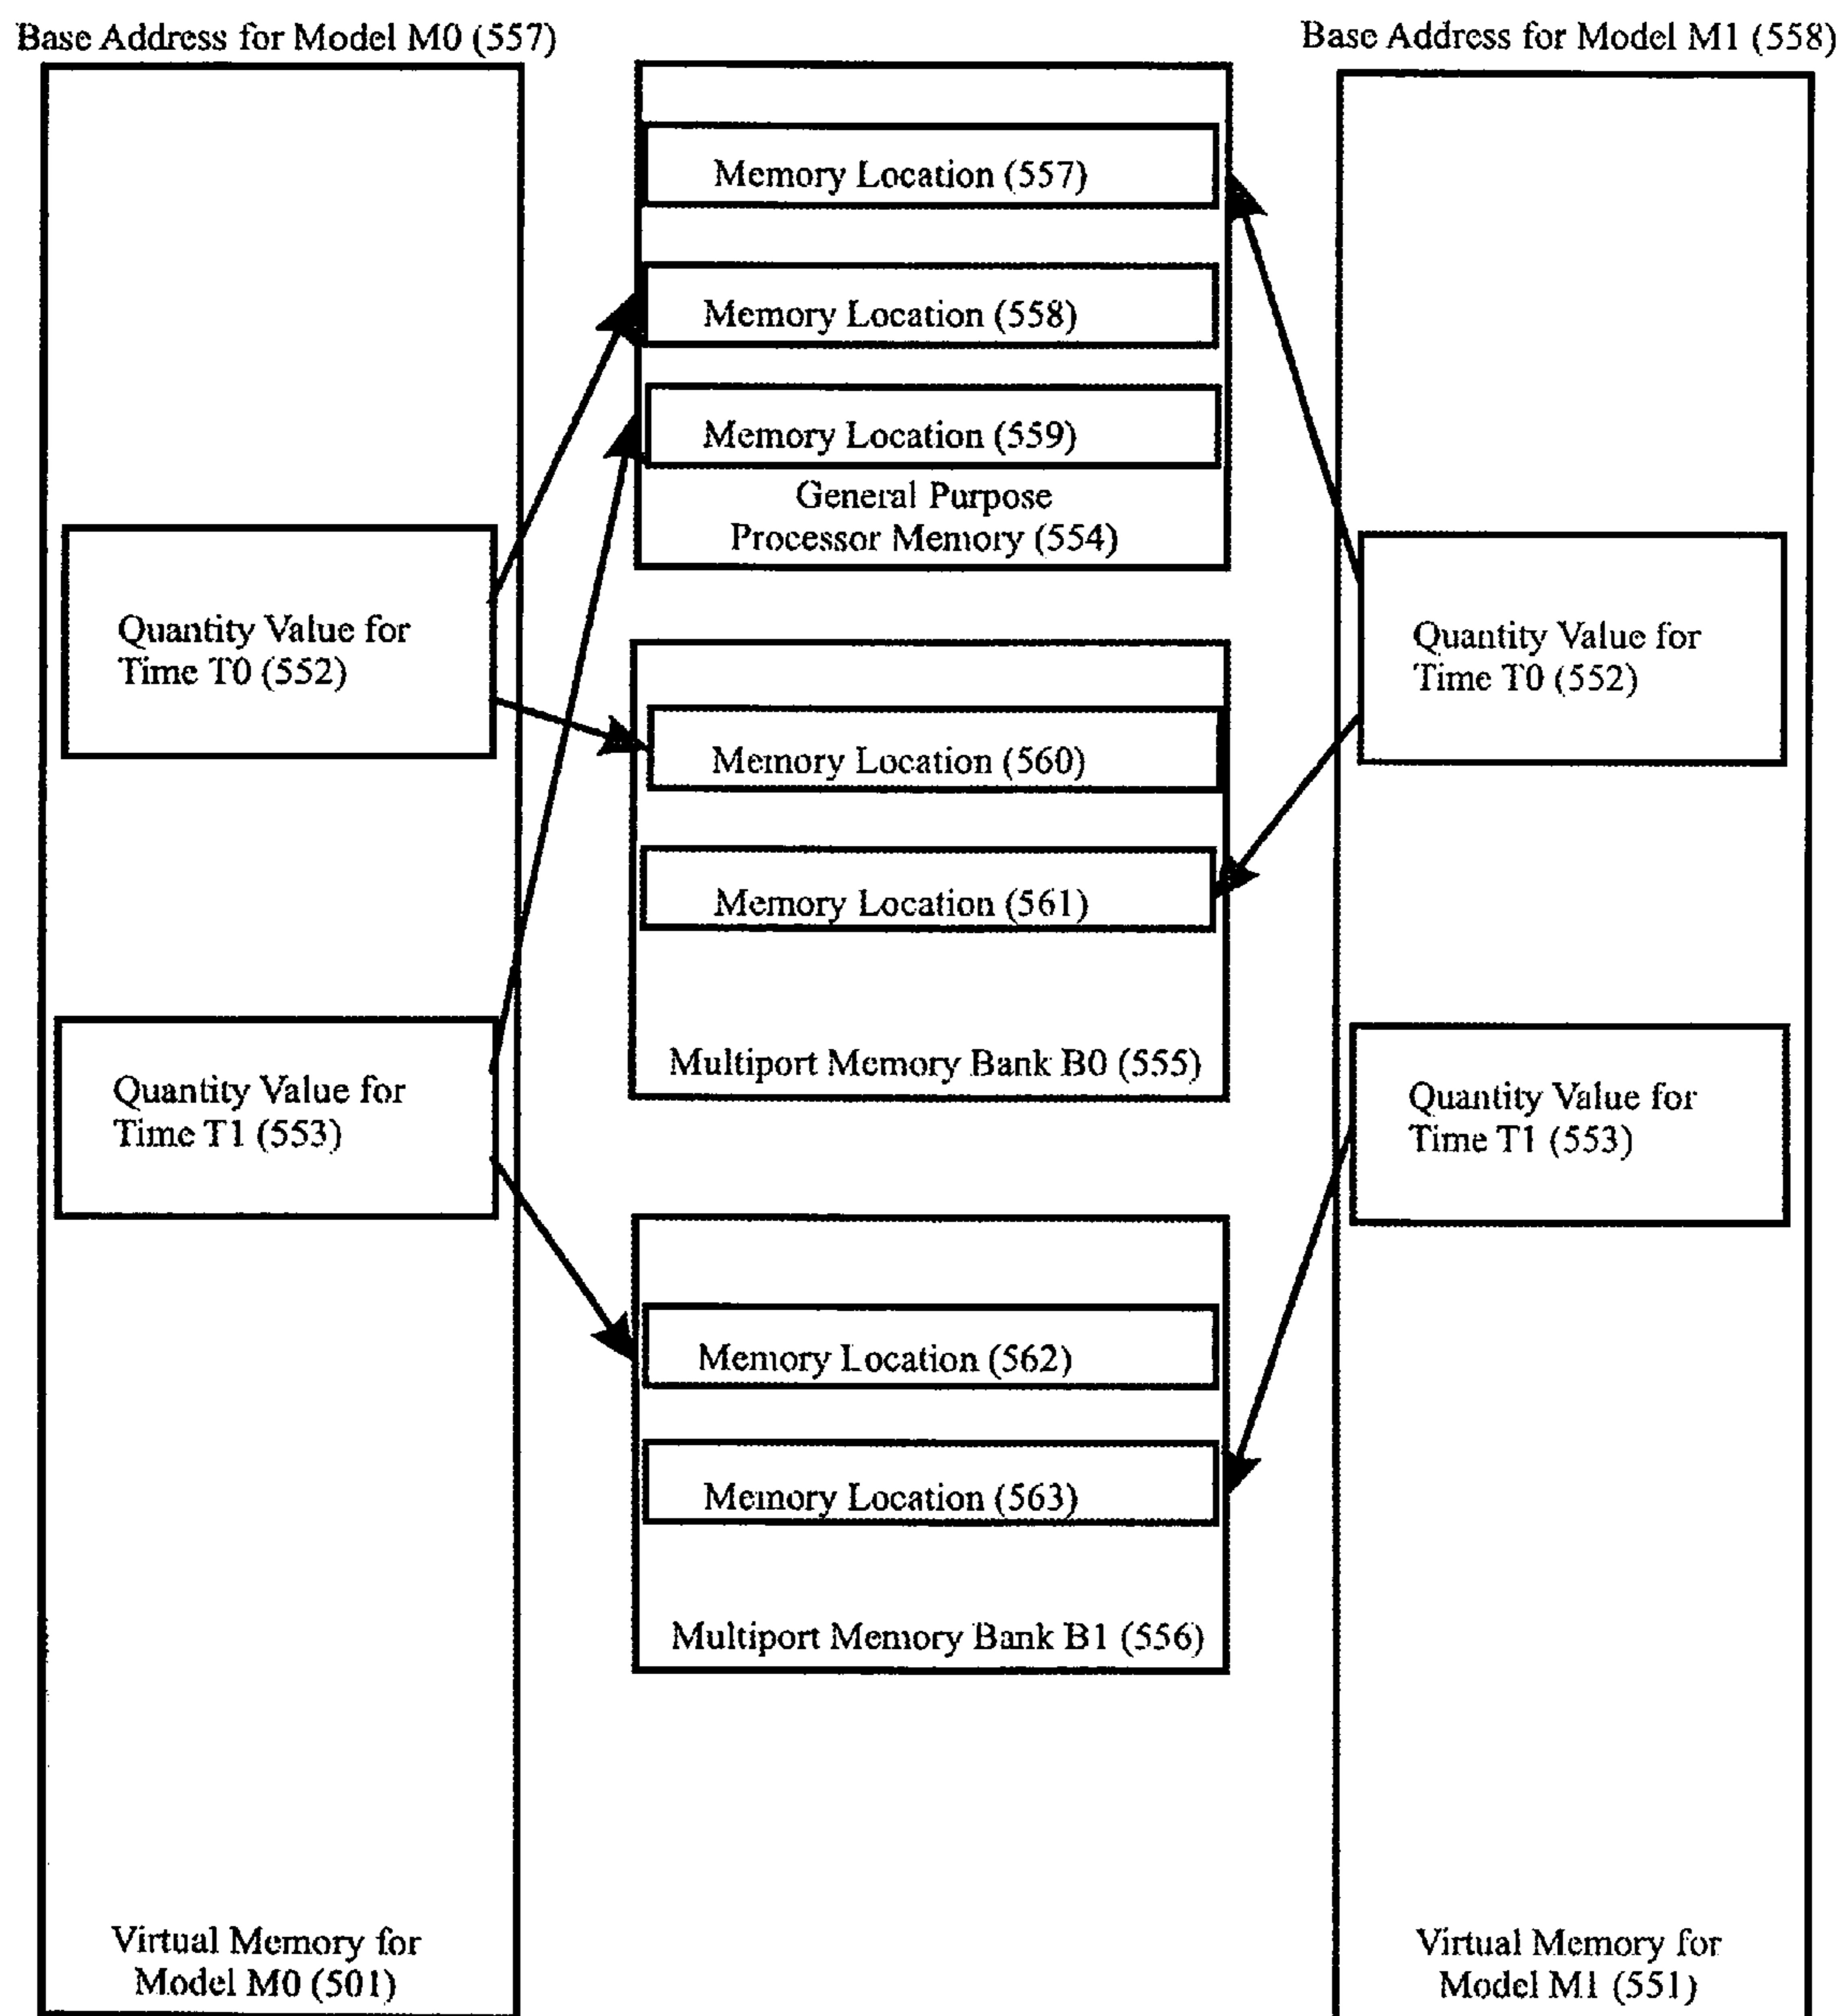 Base Address for Model M0 (557)
Base Address for Model M1 (558)
Memory Location (557)
Memory Location (558)
Memory Location (559)
General Purpose
Processor Memory (554)
Quantity Value for
Time T0 (552)
Quantity Value for
Time T0 (552)
Memory Location (560)
Memory Location (561)
Multiport Memory Bank B0 (555)
Quantity Value for
Time T1 (553)
Quantity Value for
Time T1 (553)
Memory Location (562)
Memory Location (563)
Multiport Memory Bank B1 (556)
Virtual Memory for
Model M0 (501)
Virtual Memory for
Model M1 (551)